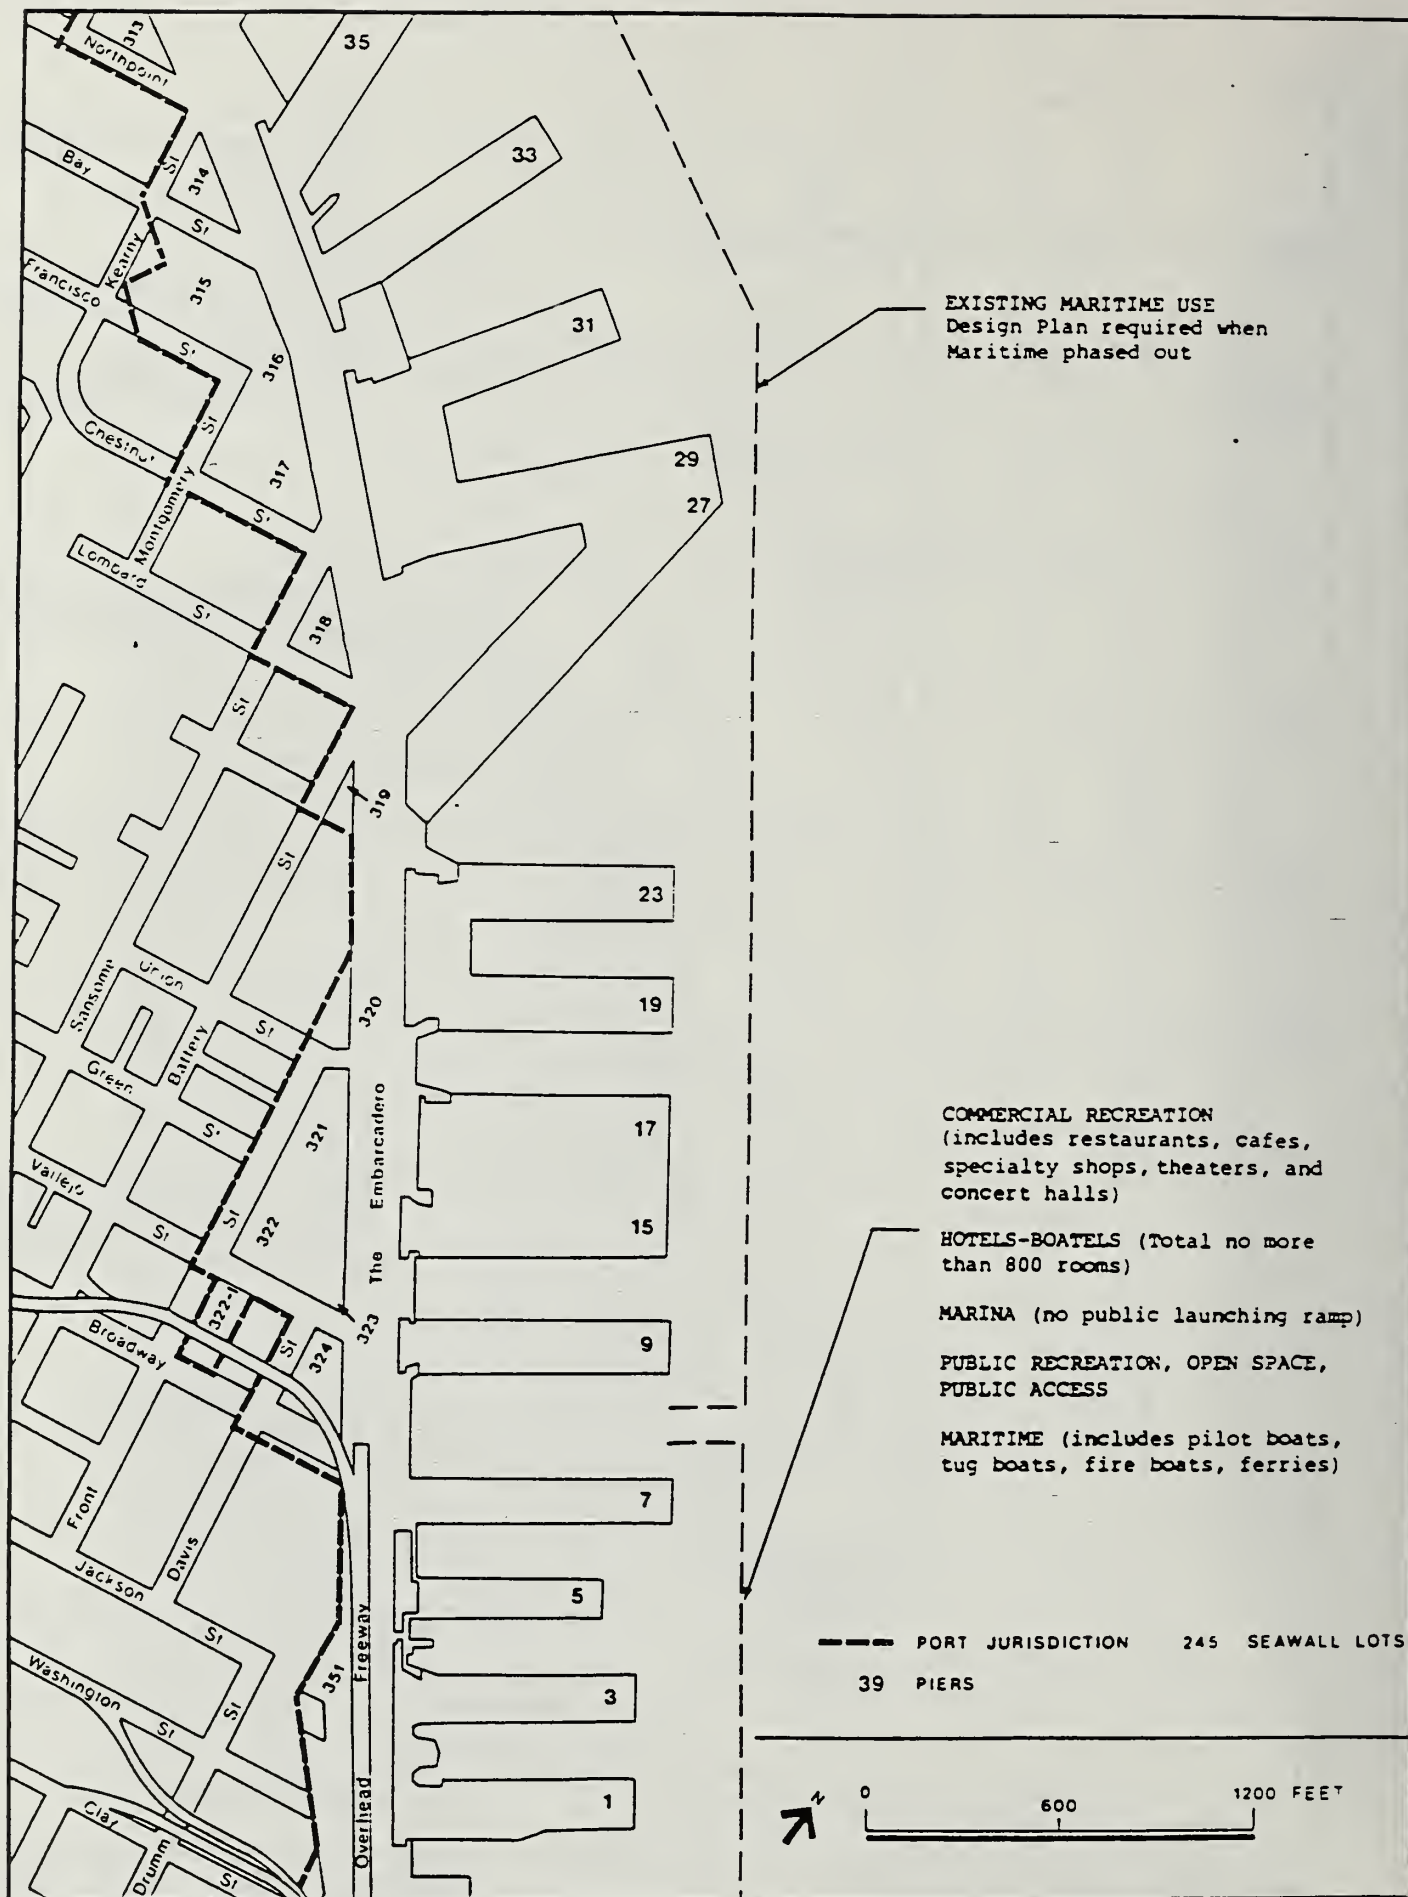 313
Northpoint
35
33
Bay
St
314
St
Kearny
Francisco
315
31
EXISTING MARITIME USE
Design Plan required when
Maritime phased out
St
316
St
Chestnut
317
29
27
St
Montgomery
Lombard
St
318
St
319
St
23
Union
Sansome
320
19
St
Battery
Green
The Embarcadero
321
17
St
Vallejo
St
322
15
St
COMMERCIAL RECREATION
(includes restaurants, cafes,
specialty shops, theaters, and
concert halls)
HOTELS-BOATELS (Total no more
than 800 rooms)
MARINA (no public launching ramp)
PUBLIC RECREATION, OPEN SPACE,
PUBLIC ACCESS
MARITIME (includes pilot boats,
tug boats, fire boats, ferries)
322-I
323
Broadway
St
324
9
7
Front
Davis
Jackson
5
St
Overhead Freeway
351
Washington
St
St
3
1
Clay
Drumm
St
PORT JURISDICTION 245 SEAWALL LOTS
39 PIERS
N
0 600 1200 FEET